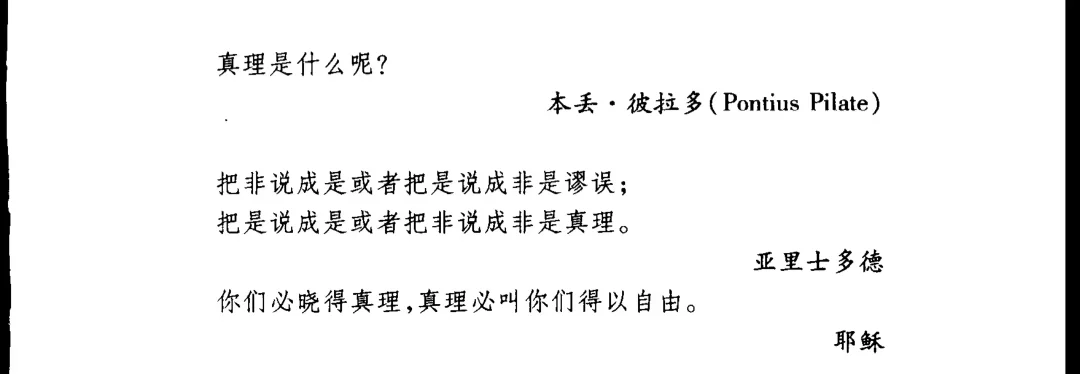 真理是什么呢?
本丢·彼拉多(Pontius Pilate)
把非说成是或者把是说成非是谬误;
把是说成是或者把非说成非是真理。
亚里士多德
你们必晓得真理,真理必叫你们得以自由。
耶稣